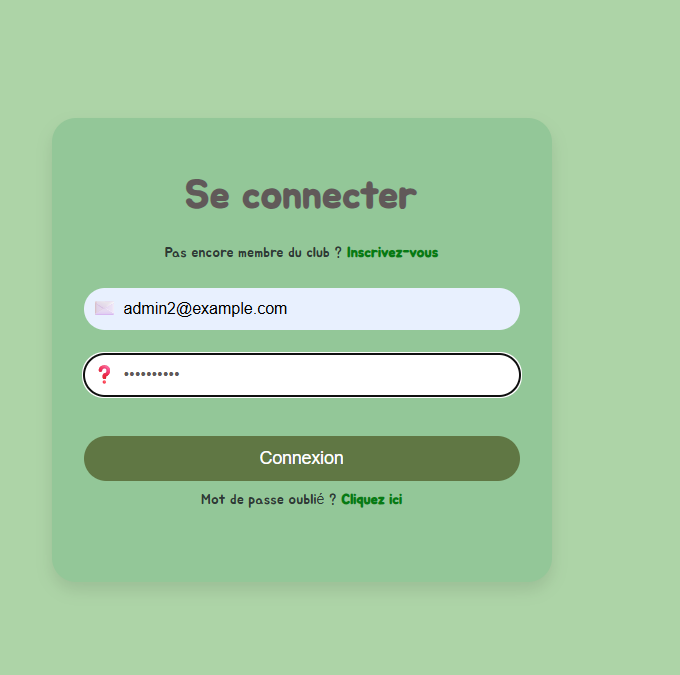 Se connecter
Pas encore membre du club ? Inscrivez-vous
admin2@example.com
••••••••••
Connexion
Mot de passe oublié ? Cliquez ici